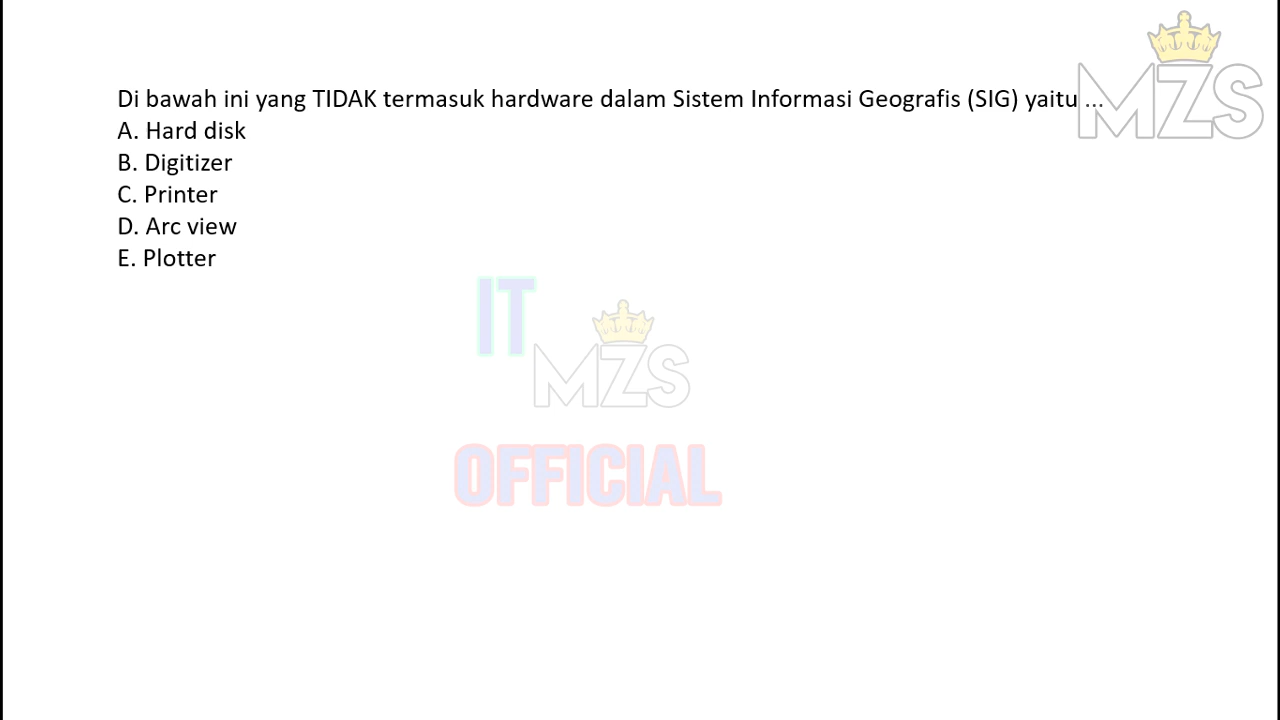 MZS
Di bawah ini yang TIDAK termasuk hardware dalam Sistem Informasi Geografis (SIG) yaitu ...
A. Hard disk
B. Digitizer
C. Printer
D. Arc view
E. Plotter
IT
MZS
OFFICIAL